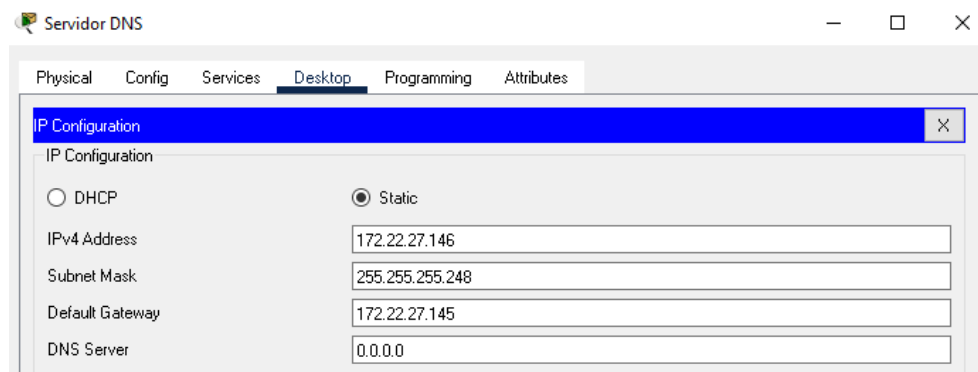 Servidor DNS
Physical Config Services Desktop Programming Attributes
IP Configuration X
IP Configuration
DHCP Static
IPv4 Address 172.22.27.146
Subnet Mask 255.255.255.248
Default Gateway 172.22.27.145
DNS Server 0.0.0.0